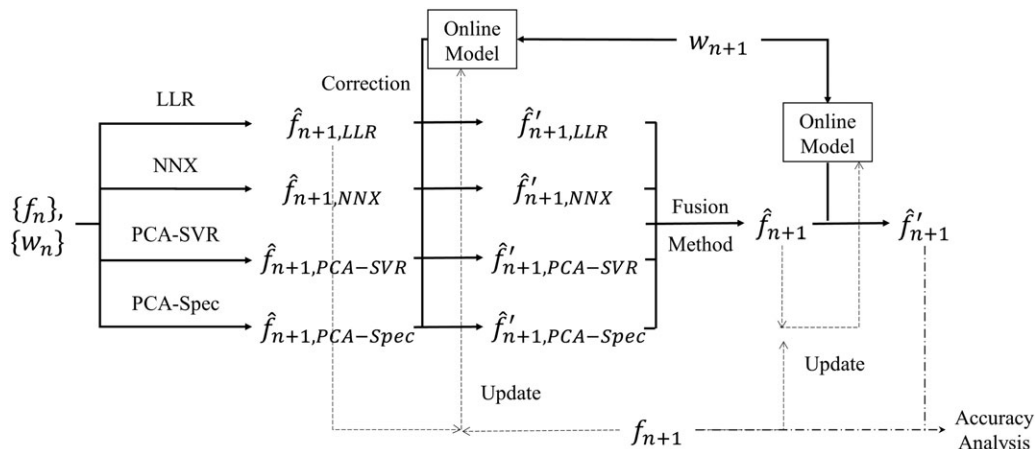 Online
Model
w_{n+1}
Correction
LLR
Online
Model
f̂_{n+1,LLR}
f̂′_{n+1,LLR}
NNX
f̂_{n+1,NNX}
f̂′_{n+1,NNX}
{f_n},
{w_n}
Fusion
Method
f̂_{n+1}
f̂′_{n+1}
PCA-SVR
f̂_{n+1,PCA−SVR}
f̂′_{n+1,PCA−SVR}
PCA-Spec
f̂_{n+1,PCA−Spec}
f̂′_{n+1,PCA−Spec}
Update
Update
f_{n+1}
Accuracy
Analysis